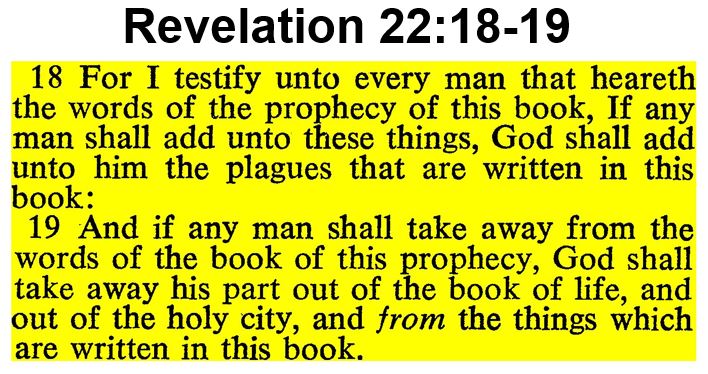 Revelation 22:18-19
18 For I testify unto every man that heareth
the words of the prophecy of this book, If any
man shall add unto these things, God shall add
unto him the plagues that are written in this
book:
19 And if any man shall take away from the
words of the book of this prophecy, God shall
take away his part out of the book of life, and
out of the holy city, and from the things which
are written in this book.